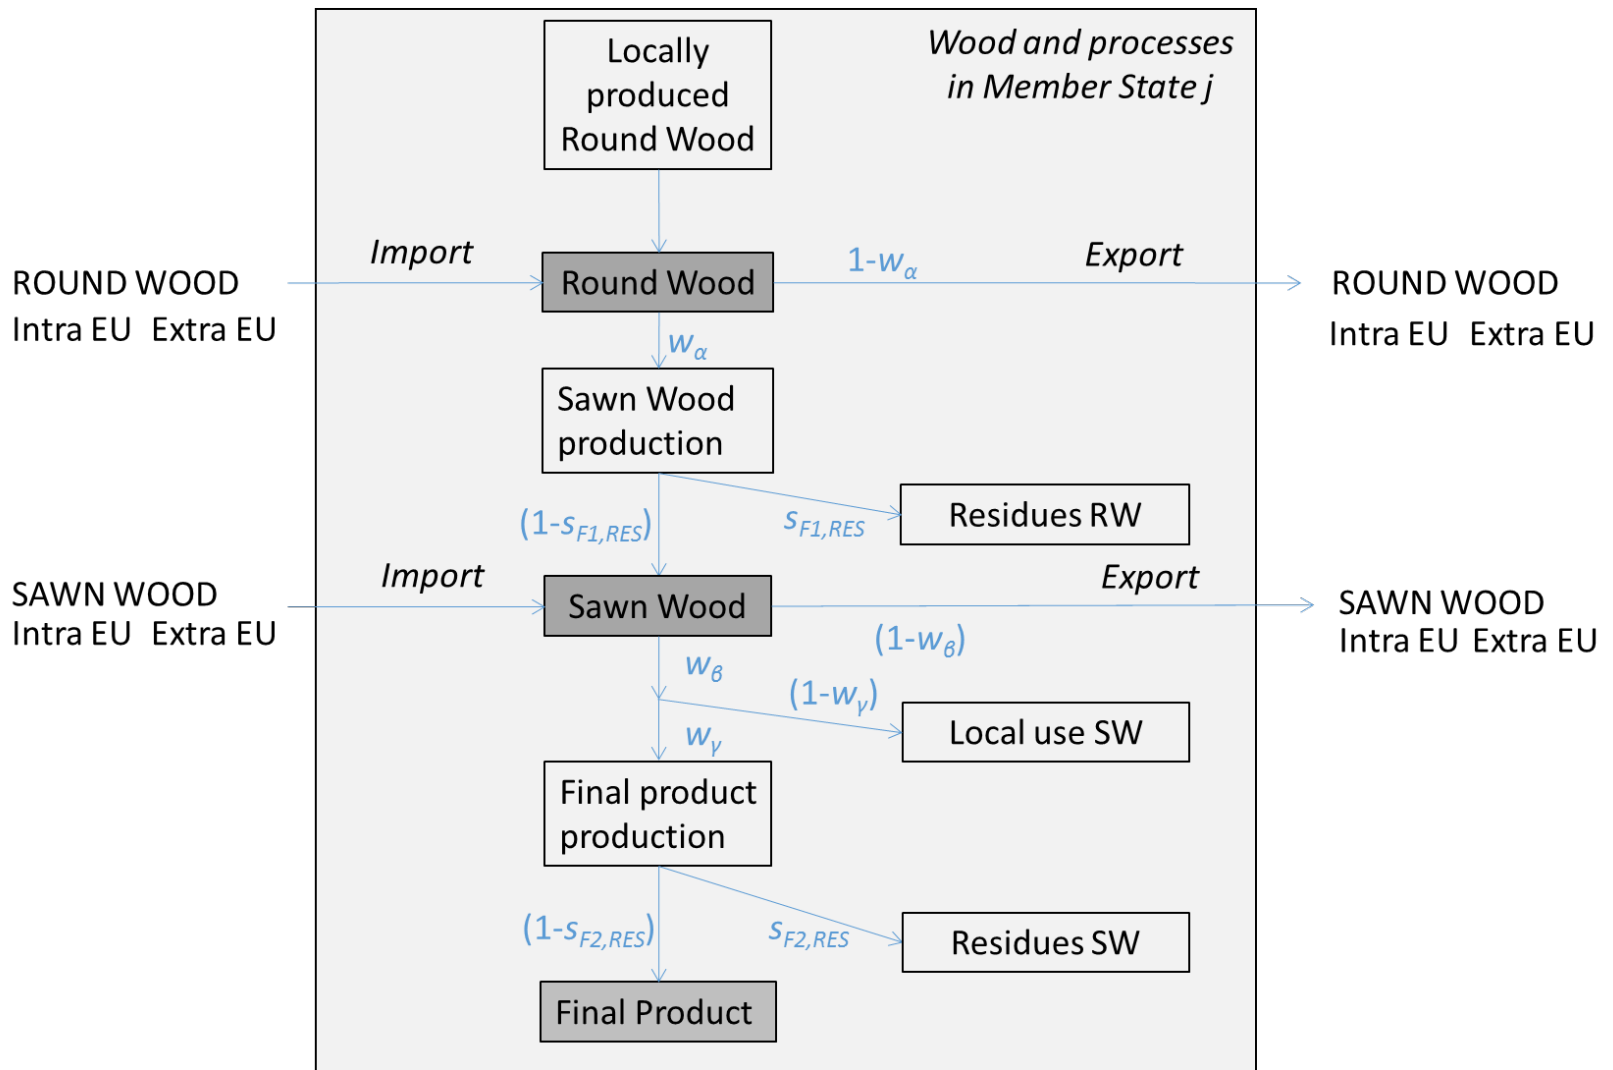 Locally
produced
Round Wood
Wood and processes
in Member State j
Import
1-wα
Export
ROUND WOOD
Intra EU Extra EU
Round Wood
ROUND WOOD
Intra EU Extra EU
wα
Sawn Wood
production
(1-sF1,RES)
sF1,RES
Residues RW
Import
Export
SAWN WOOD
Intra EU Extra EU
Sawn Wood
SAWN WOOD
Intra EU Extra EU
(1-wβ)
wβ
(1-wγ)
wγ
Local use SW
Final product
production
(1-sF2,RES)
sF2,RES
Residues SW
Final Product